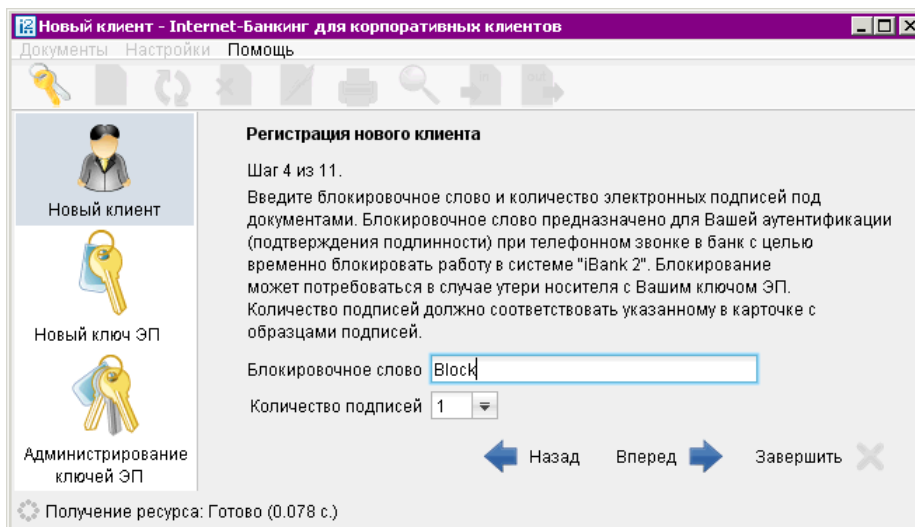 Новый клиент - Internet-Банкинг для корпоративных клиентов
Документы Настройки Помощь
in out
Новый клиент
Новый ключ ЭП
Администрирование
ключей ЭП
Регистрация нового клиента
Шаг 4 из 11.
Введите блокировочное слово и количество электронных подписей под
документами. Блокировочное слово предназначено для Вашей аутентификации
(подтверждения подлинности) при телефонном звонке в банк с целью
временно блокировать работу в системе "iBank 2". Блокирование
может потребоваться в случае утери носителя с Вашим ключом ЭП.
Количество подписей должно соответствовать указанному в карточке с
образцами подписей.
Блокировочное слово Block
Количество подписей 1
Назад Вперед Завершить
Получение ресурса: Готово (0.078 с.)